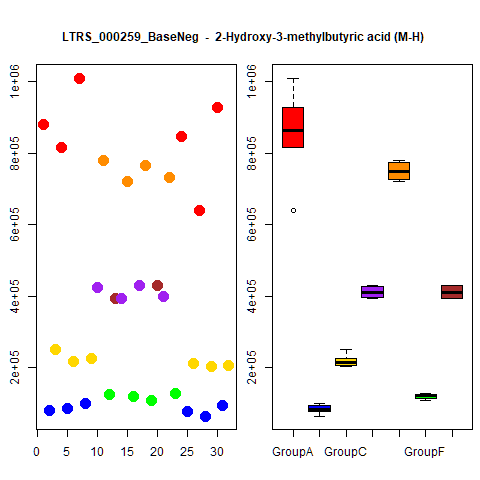 LTRS_000259_BaseNeg - 2-Hydroxy-3-methylbutyric acid (M-H)
1e+06
8e+05
6e+05
4e+05
2e+05
0 5 10 15 20 25 30
1e+06
8e+05
6e+05
4e+05
2e+05
GroupA GroupC GroupF